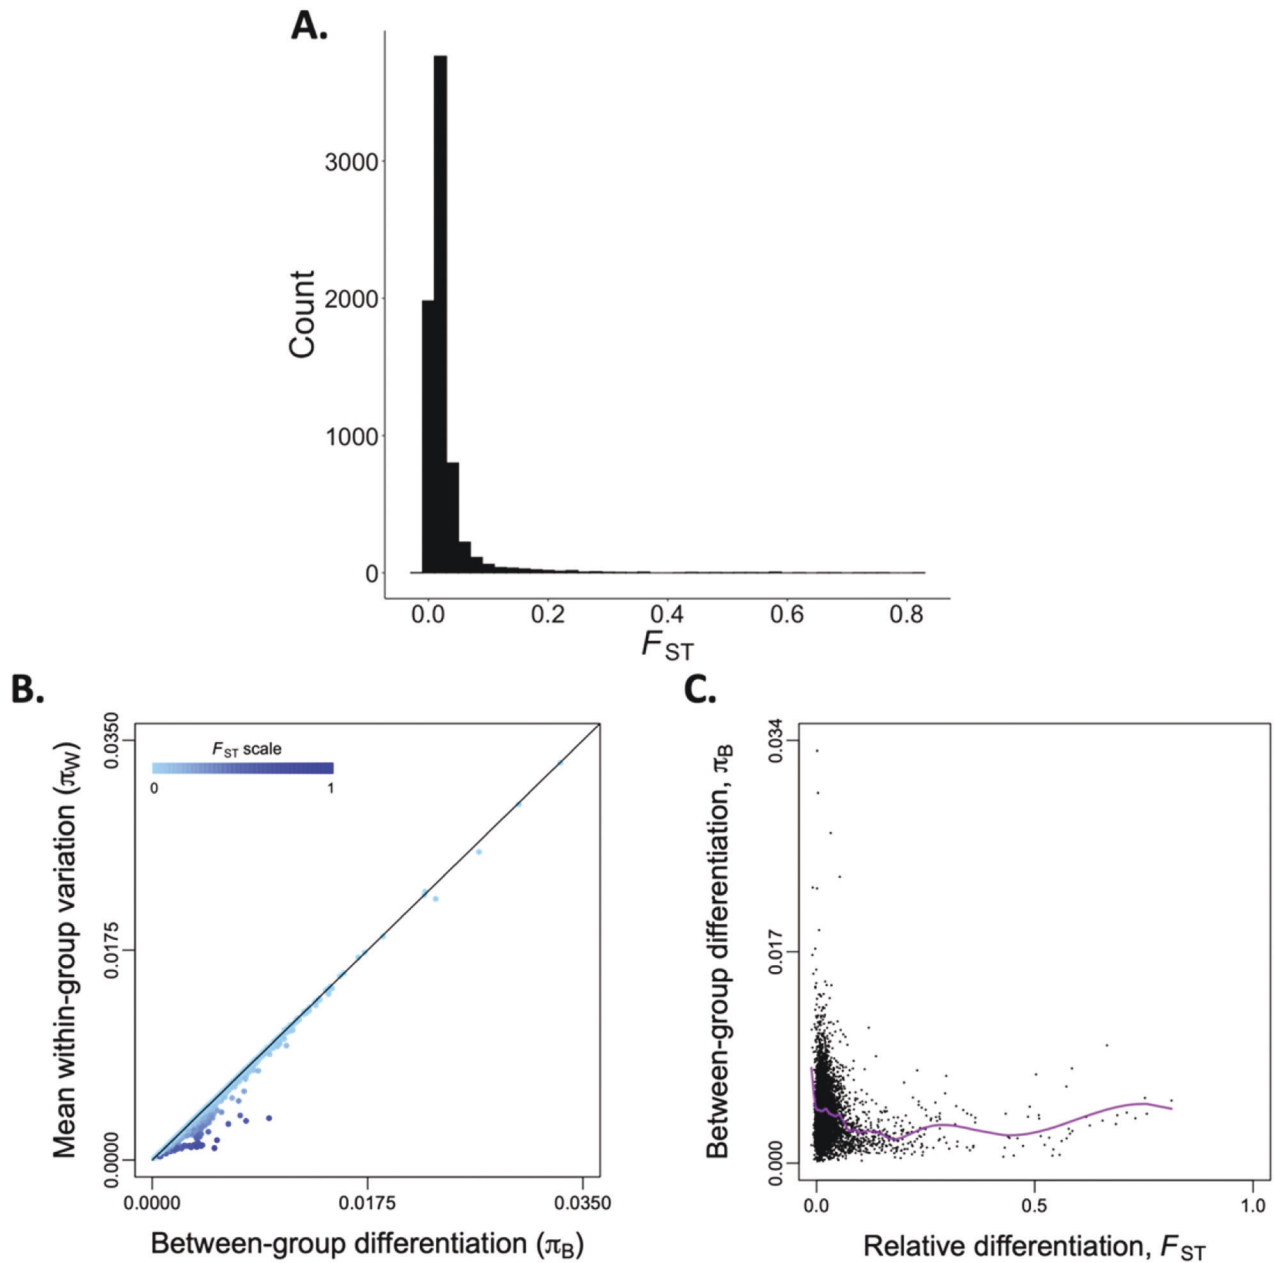 A.
3000
2000
1000
0
Count
0.0 0.2 0.4 0.6 0.8
F ST
B.
F ST scale
0 1
0.0350
0.0175
0.0000
Mean within-group variation (πW)
0.0000 0.0175 0.0350
Between-group differentiation (πB)
C.
0.034
0.017
0.000
Between-group differentiation, πB
0.0 0.5 1.0
Relative differentiation, F ST